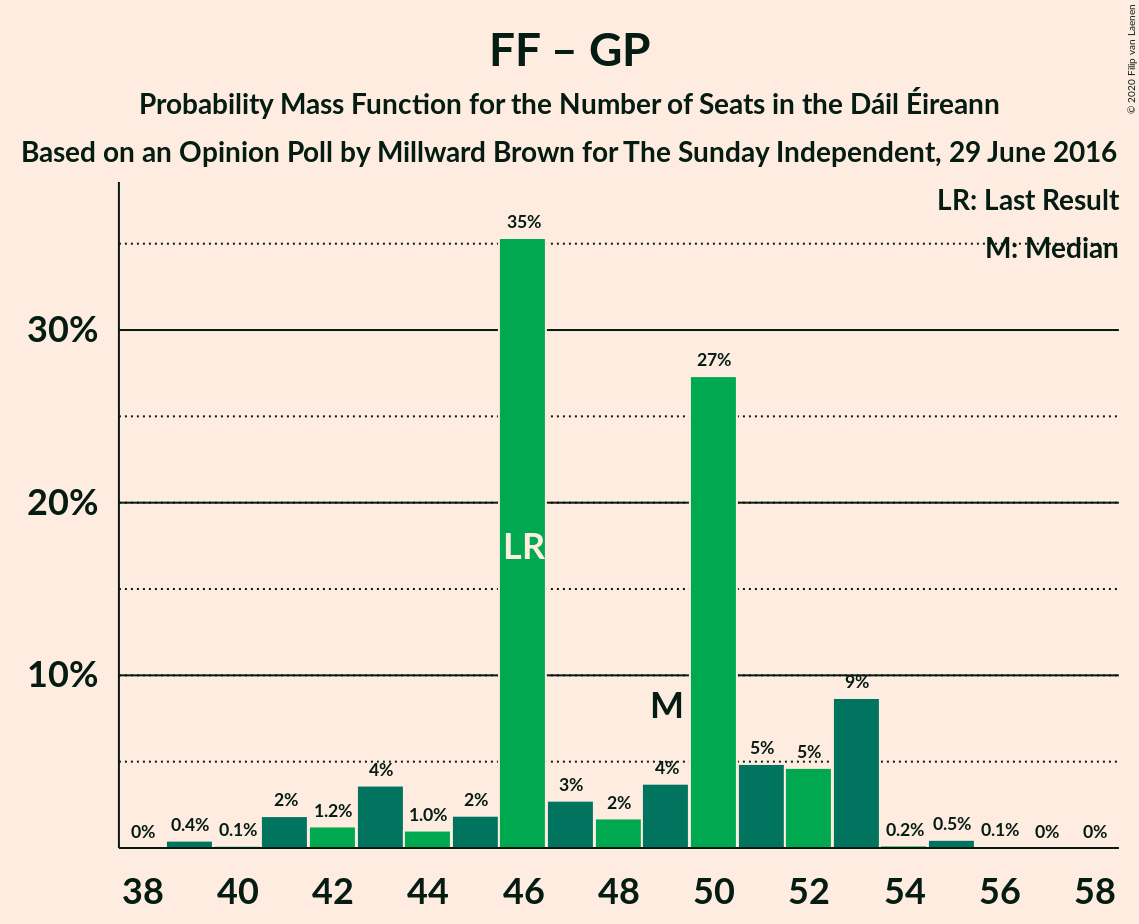 FF – GP
Probability Mass Function for the Number of Seats in the Dáil Éireann
Based on an Opinion Poll by Millward Brown for The Sunday Independent, 29 June 2016
© 2020 Filip van Laenen
LR: Last Result
M: Median
35%
30%
27%
20%
LR
10%
9%
M
0%
0.4%
0.1%
2%
1.2%
4%
1.0%
2%
3%
2%
4%
5%
5%
0.2%
0.5%
0.1%
0%
0%
38 40 42 44 46 48 50 52 54 56 58